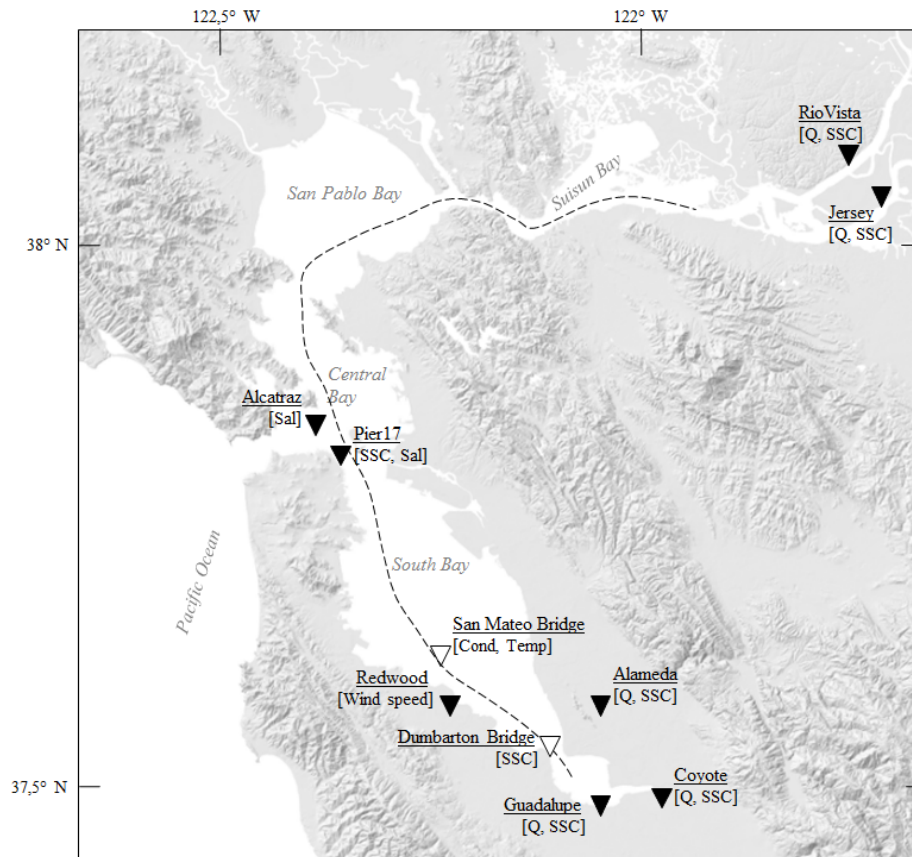 122,5° W
122° W
RioVista
[Q, SSC]
San Pablo Bay
Suisun Bay
Jersey
[Q, SSC]
38° N
Central
Bay
Alcatraz
[Sal]
Pier17
[SSC, Sal]
Pacific Ocean
South Bay
San Mateo Bridge
[Cond, Temp]
Redwood
[Wind speed]
Alameda
[Q, SSC]
Dumbarton Bridge
[SSC]
37,5° N
Coyote
[Q, SSC]
Guadalupe
[Q, SSC]